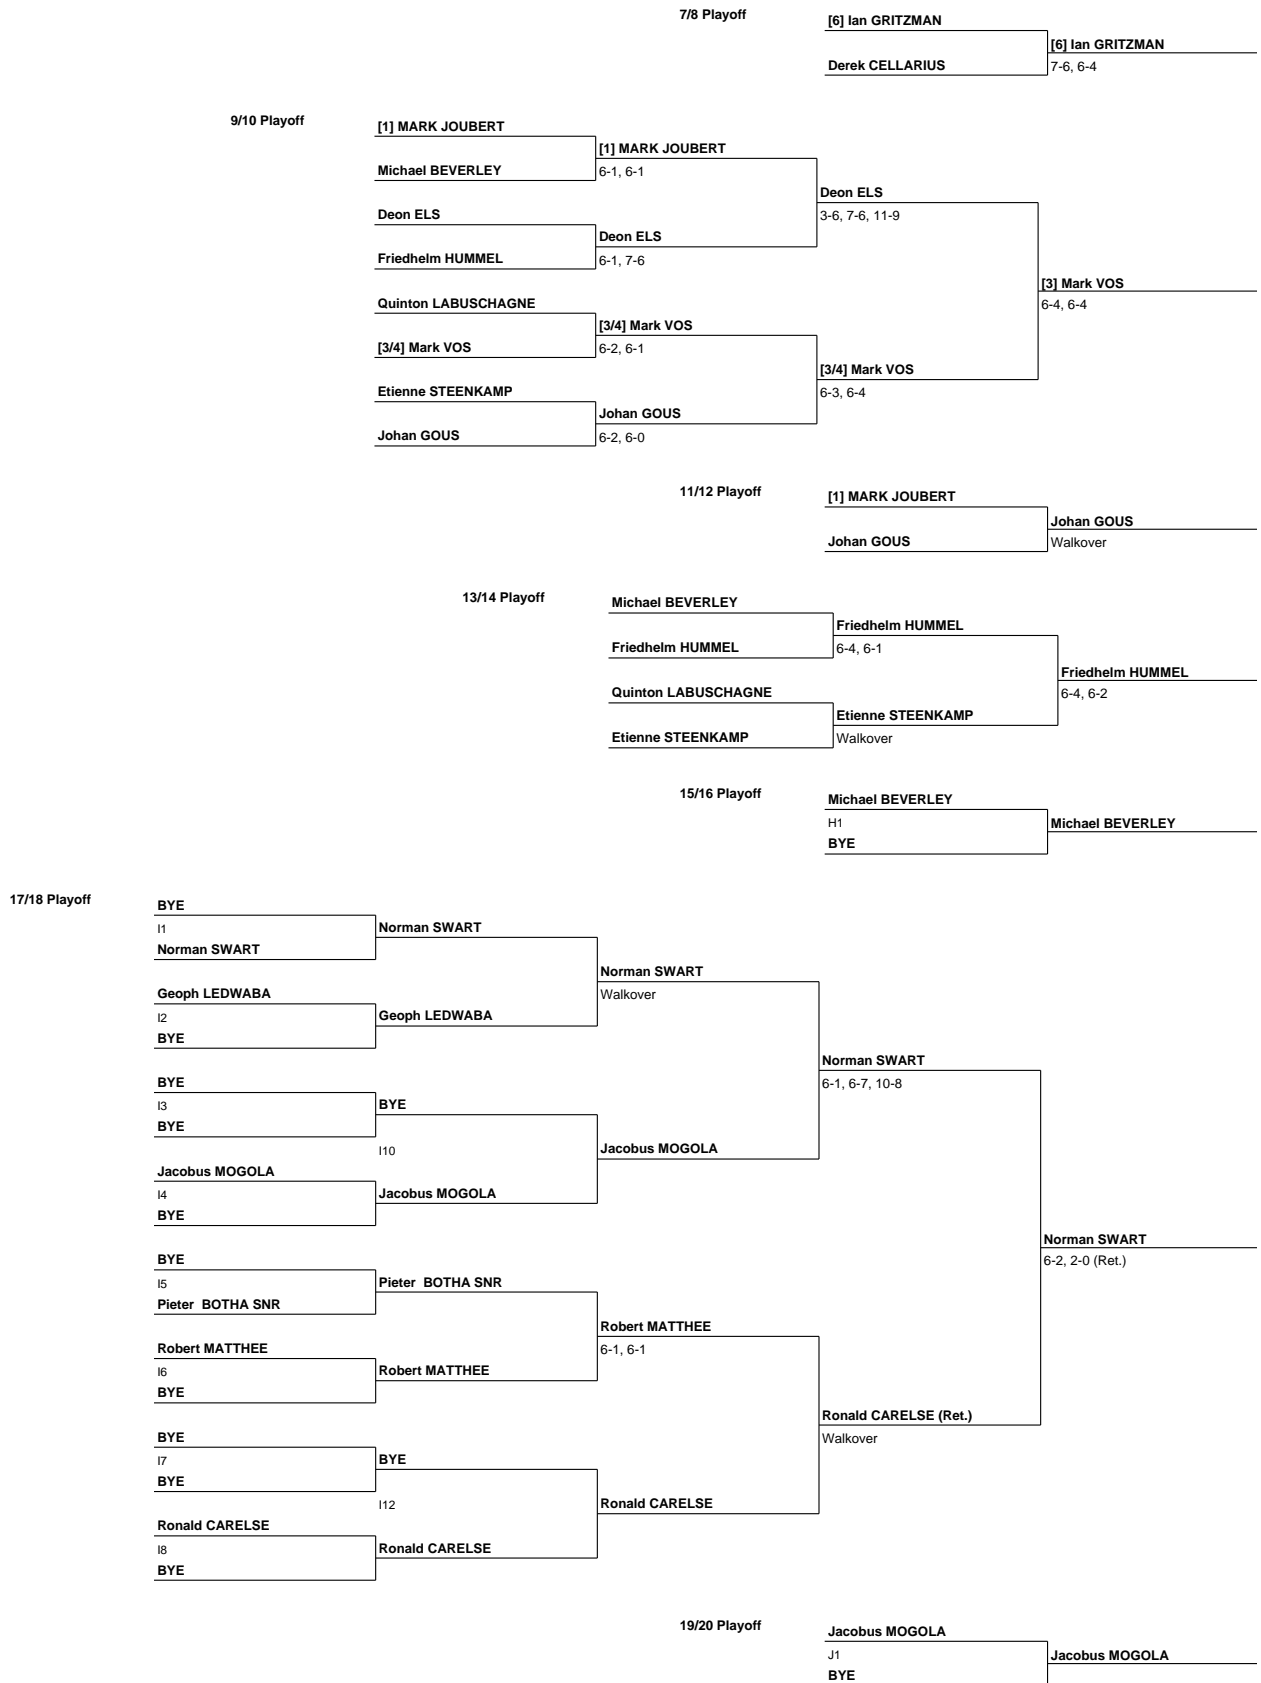 7/8 Playoff
[6] Ian GRITZMAN
[6] Ian GRITZMAN
Derek CELLARIUS
7-6, 6-4
9/10 Playoff
[1] MARK JOUBERT
[1] MARK JOUBERT
Michael BEVERLEY
6-1, 6-1
Deon ELS
3-6, 7-6, 11-9
Deon ELS
Deon ELS
Friedhelm HUMMEL
6-1, 7-6
[3] Mark VOS
6-4, 6-4
Quinton LABUSCHAGNE
[3/4] Mark VOS
[3/4] Mark VOS
6-2, 6-1
[3/4] Mark VOS
6-3, 6-4
Etienne STEENKAMP
Johan GOUS
Johan GOUS
6-2, 6-0
11/12 Playoff
[1] MARK JOUBERT
Johan GOUS
Johan GOUS
Walkover
13/14 Playoff
Michael BEVERLEY
Friedhelm HUMMEL
Friedhelm HUMMEL
6-4, 6-1
Friedhelm HUMMEL
6-4, 6-2
Quinton LABUSCHAGNE
Etienne STEENKAMP
Etienne STEENKAMP
Walkover
15/16 Playoff
Michael BEVERLEY
H1
Michael BEVERLEY
BYE
17/18 Playoff
BYE
I1
Norman SWART
Norman SWART
Norman SWART
Walkover
Geoph LEDWABA
I2
Geoph LEDWABA
BYE
Norman SWART
6-1, 6-7, 10-8
BYE
I3
BYE
BYE
I10
Jacobus MOGOLA
Jacobus MOGOLA
I4
Jacobus MOGOLA
BYE
Norman SWART
6-2, 2-0 (Ret.)
BYE
I5
Pieter BOTHA SNR
Pieter BOTHA SNR
Robert MATTHEE
6-1, 6-1
Robert MATTHEE
I6
Robert MATTHEE
BYE
Ronald CARELSE (Ret.)
Walkover
BYE
I7
BYE
BYE
I12
Ronald CARELSE
Ronald CARELSE
I8
Ronald CARELSE
BYE
19/20 Playoff
Jacobus MOGOLA
J1
Jacobus MOGOLA
BYE